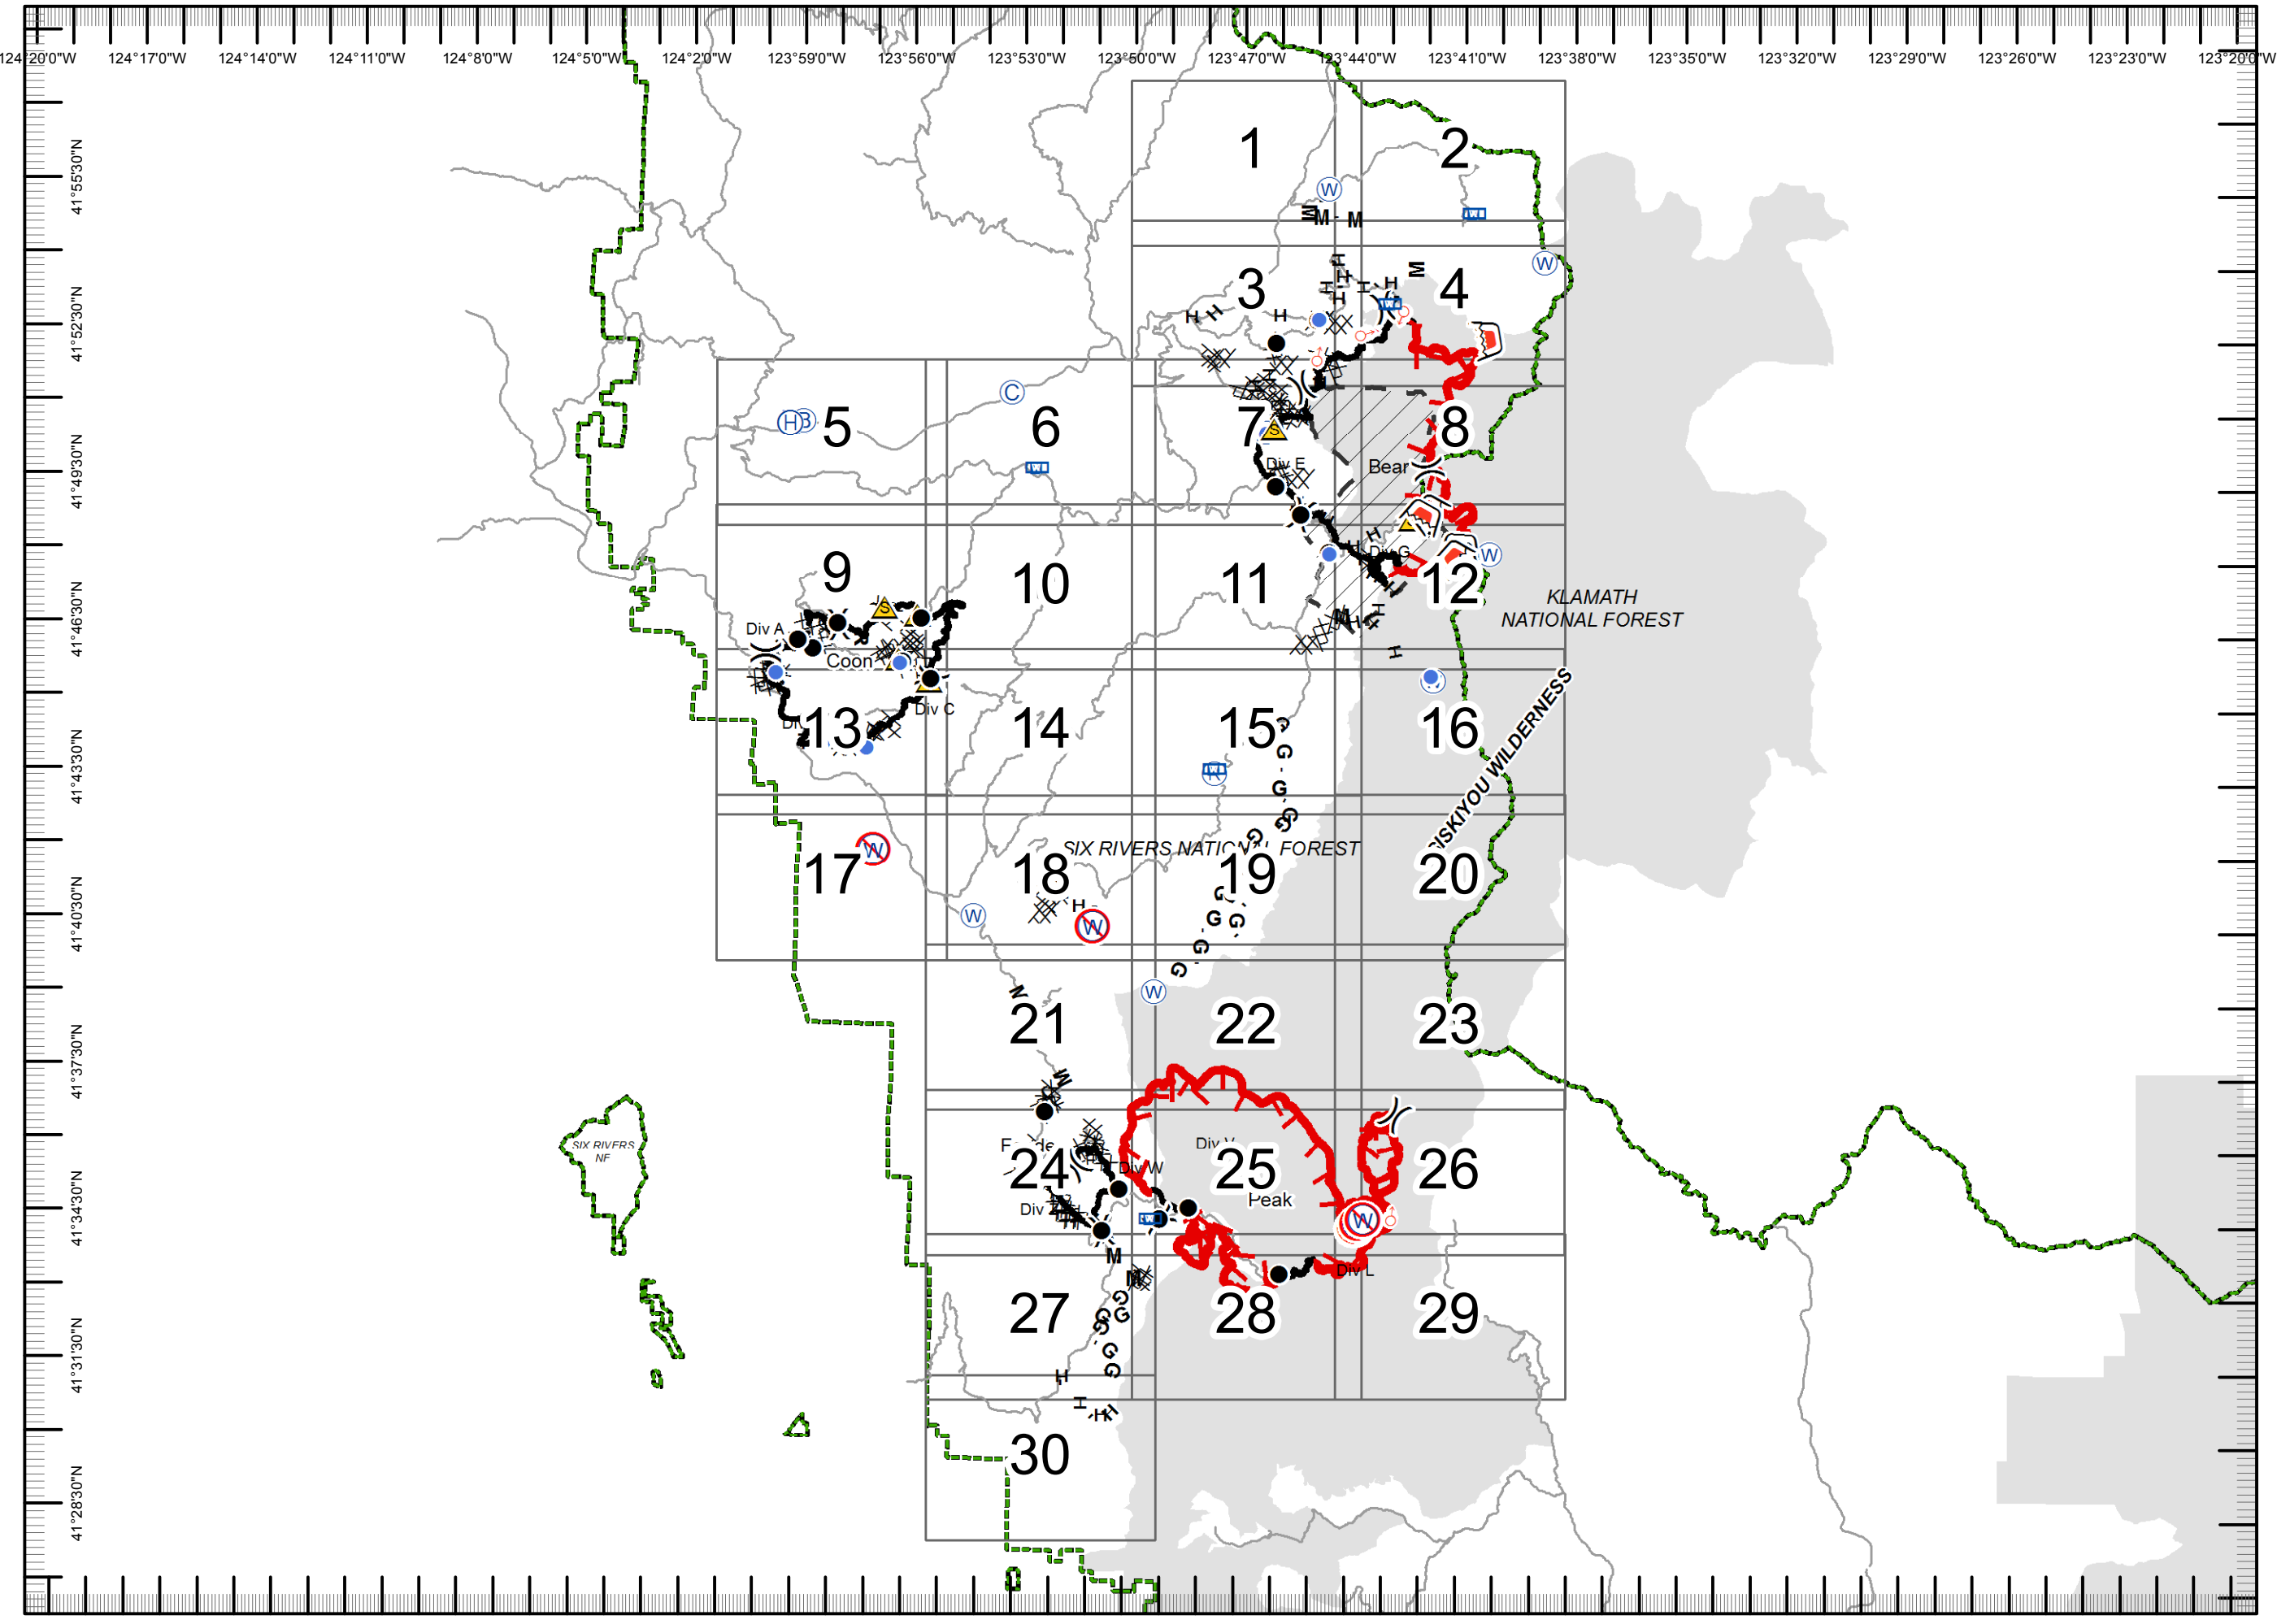 124°20'0"W 124°17'0"W 124°14'0"W 124°11'0"W 124°8'0"W 124°5'0"W 124°2'0"W 123°59'0"W 123°56'0"W 123°53'0"W 123°50'0"W 123°47'0"W 123°44'0"W 123°41'0"W 123°38'0"W 123°35'0"W 123°32'0"W 123°29'0"W 123°26'0"W 123°23'0"W 123°20'0"W
41°55'30"N
1
2
W
M M M
W
W
41°52'30"N
3
4
H H H H H H H H H H M
W
C
H B
5
6
7
8
S
W
41°49'30"N
Div E
Bear
9
10
11
12
H H
Div G
W
41°46'30"N
S
KLAMATH
NATIONAL FOREST
Div A
Coon
M H H H
H
Div C
13
14
15
16
SISKIYOU WILDERNESS
41°43'30"N
G G G G G G
W
R
W
SIX RIVERS NATIONAL FOREST
17
18
19
20
41°40'30"N
H
W
W
G G G G G
W
M
21
22
23
41°37'30"N
M
SIX RIVERS
NF
Div W
24
25
26
Peak
41°34'30"N
Div Z
W
W
M
M
Div L
27
28
29
G G G G G G G
41°31'30"N
H
H H H
30
41°28'30"N